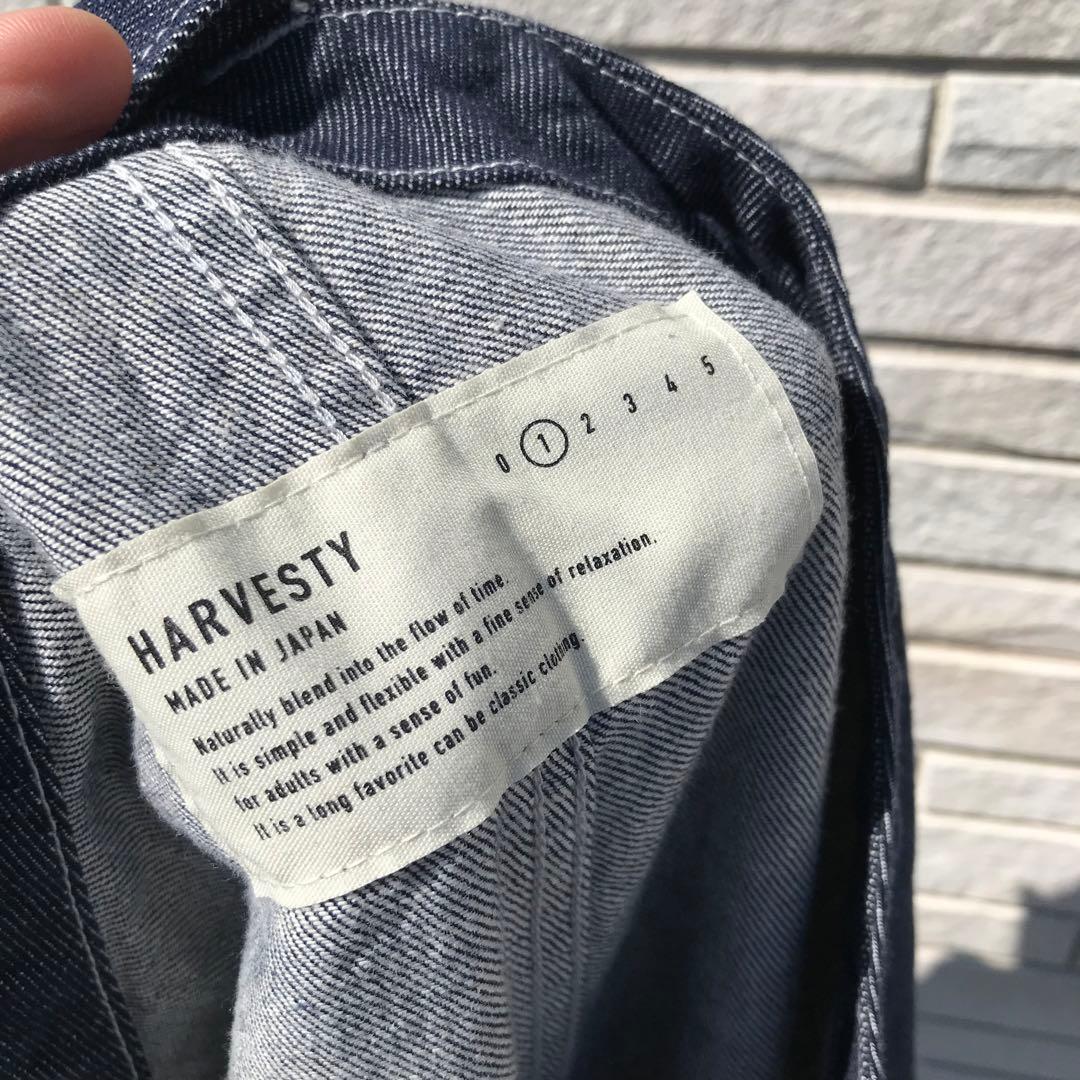 0 1 2 3 4 5
HARVESTY
MADE IN JAPAN
Naturally blend into the flow of time.
It is simple and flexible with a fine sense of relaxation.
for adults with a sense of fun.
It is a long favorite can be classic clothing.